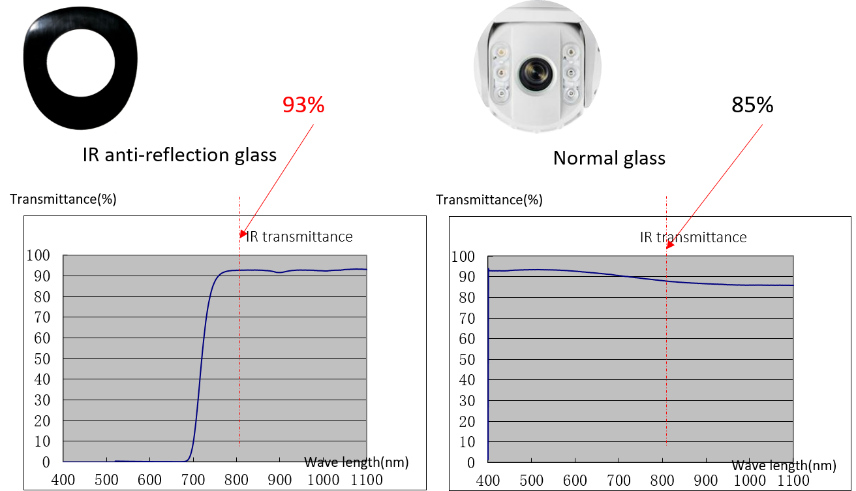 93%
85%
IR anti-reflection glass
Normal glass
Transmittance(%)
Transmittance(%)
IR transmittance
100
90
80
70
60
50
40
30
20
10
0
Wave length(nm)
400 500 600 700 800 900 1000 1100
IR transmittance
100
90
80
70
60
50
40
30
20
10
0
Wave length(nm)
400 500 600 700 800 900 1000 1100